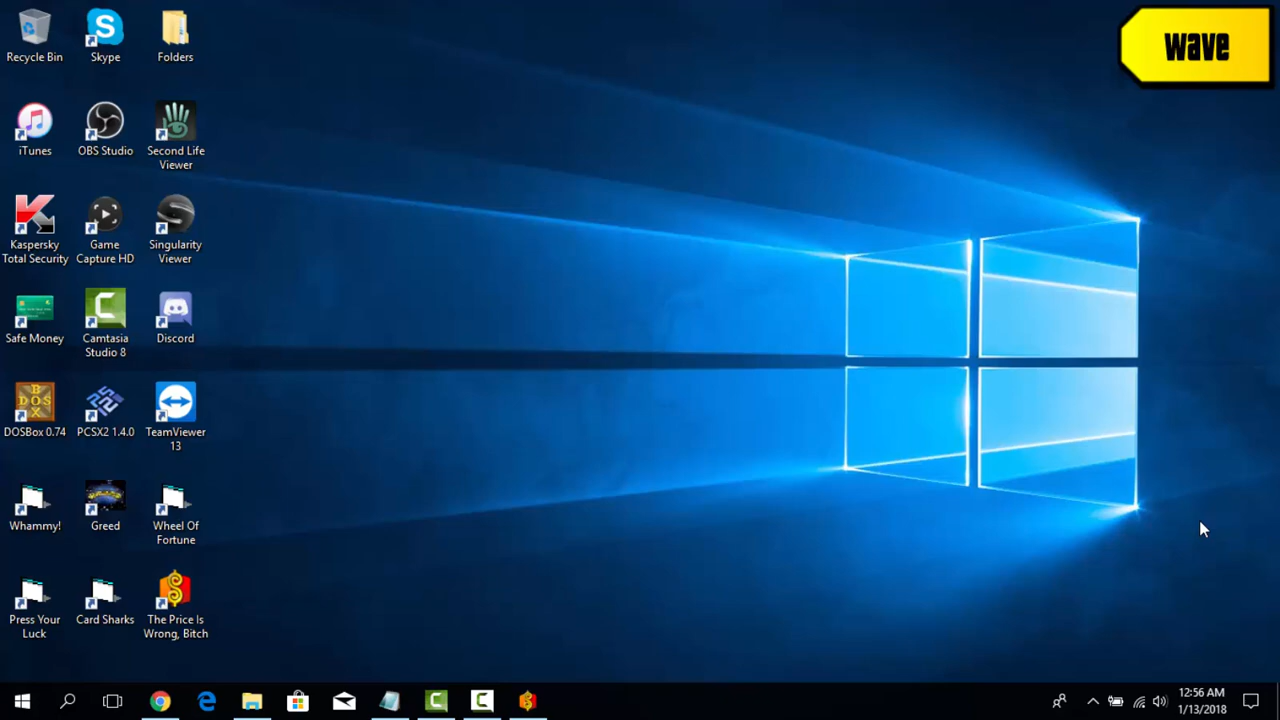 wave
Recycle Bin
Skype
Folders
iTunes
OBS Studio
Second Life
Viewer
Kaspersky
Total Security
Game
Capture HD
Singularity
Viewer
Safe Money
Camtasia
Studio 8
Discord
DOSBox 0.74
PCSX2 1.4.0
TeamViewer
13
Whammy!
Greed
Wheel Of
Fortune
Press Your
Luck
Card Sharks
The Price Is
Wrong, Bitch
12:56 AM
1/13/2018